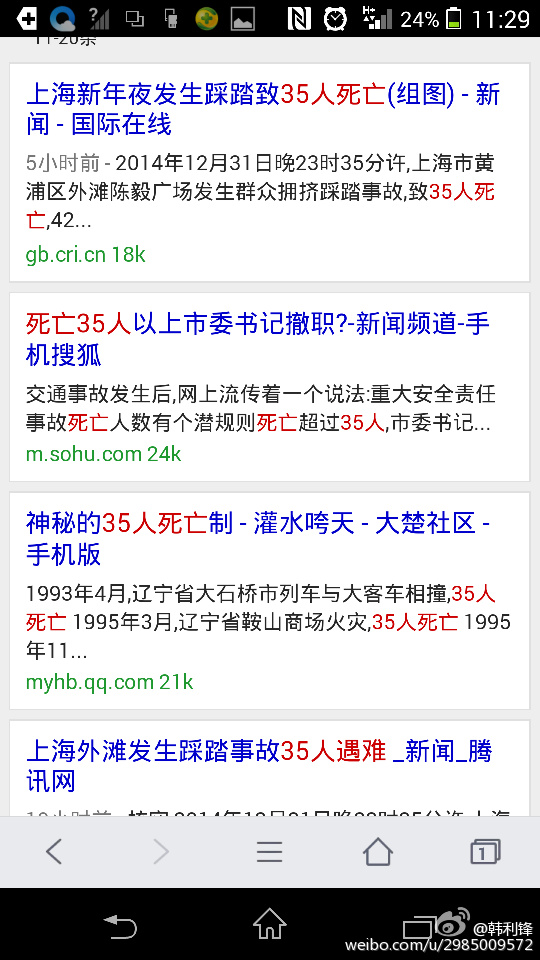 24% 11:29
11-20条
上海新年夜发生踩踏致35人死亡(组图) - 新
闻 - 国际在线
5小时前 - 2014年12月31日晚23时35分许,上海市黄
浦区外滩陈毅广场发生群众拥挤踩踏事故,致35人死
亡,42...
gb.cri.cn 18k
死亡35人以上市委书记撤职?-新闻频道-手
机搜狐
交通事故发生后,网上流传着一个说法:重大安全责任
事故死亡人数有个潜规则死亡超过35人,市委书记...
m.sohu.com 24k
神秘的35人死亡制 - 灌水咵天 - 大楚社区 -
手机版
1993年4月,辽宁省大石桥市列车与大客车相撞,35人
死亡 1995年3月,辽宁省鞍山商场火灾,35人死亡 1995
年11...
myhb.qq.com 21k
上海外滩发生踩踏事故35人遇难 _新闻_腾
讯网
1
@韩利锋
weibo.com/u/2985009572